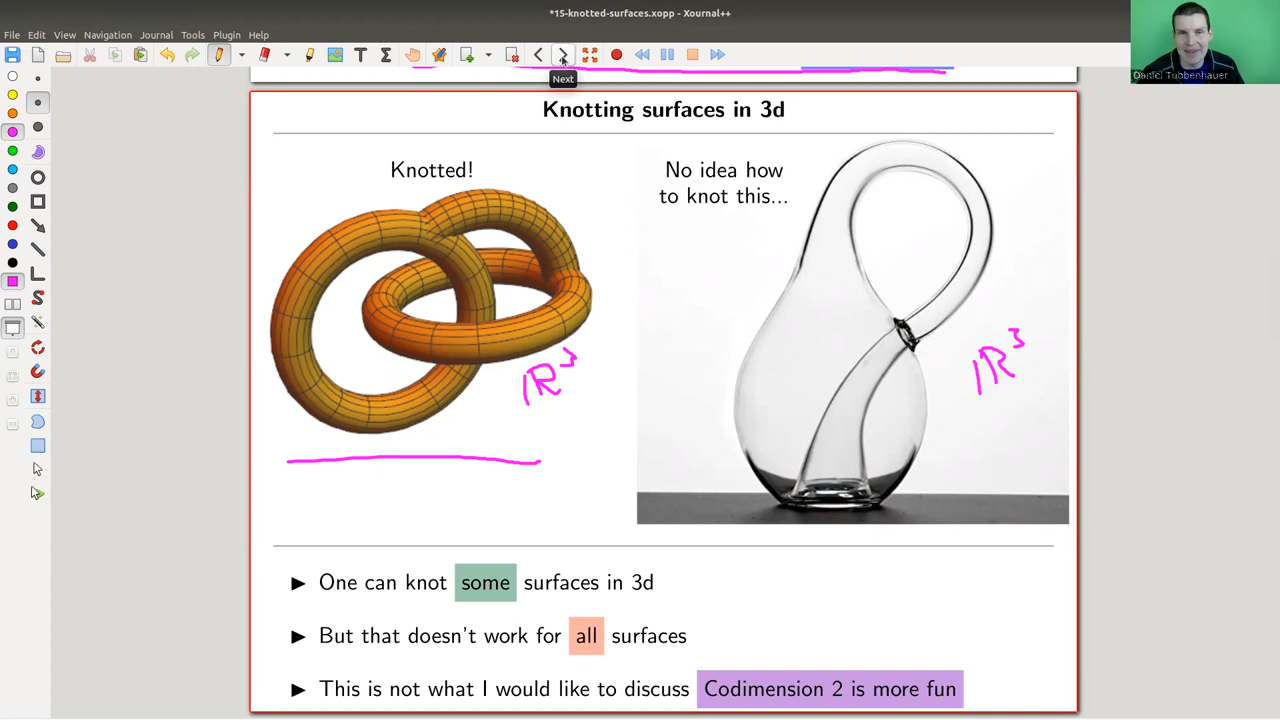 *15-knotted-surfaces.xopp - Xournal++
File Edit View Navigation Journal Tools Plugin Help
Next
Daniel Tubbenhauer
Knotting surfaces in 3d
Knotted!
No idea how
to knot this...
ℝ³
ℝ³
► One can knot some surfaces in 3d
► But that doesn't work for all surfaces
► This is not what I would like to discuss Codimension 2 is more fun